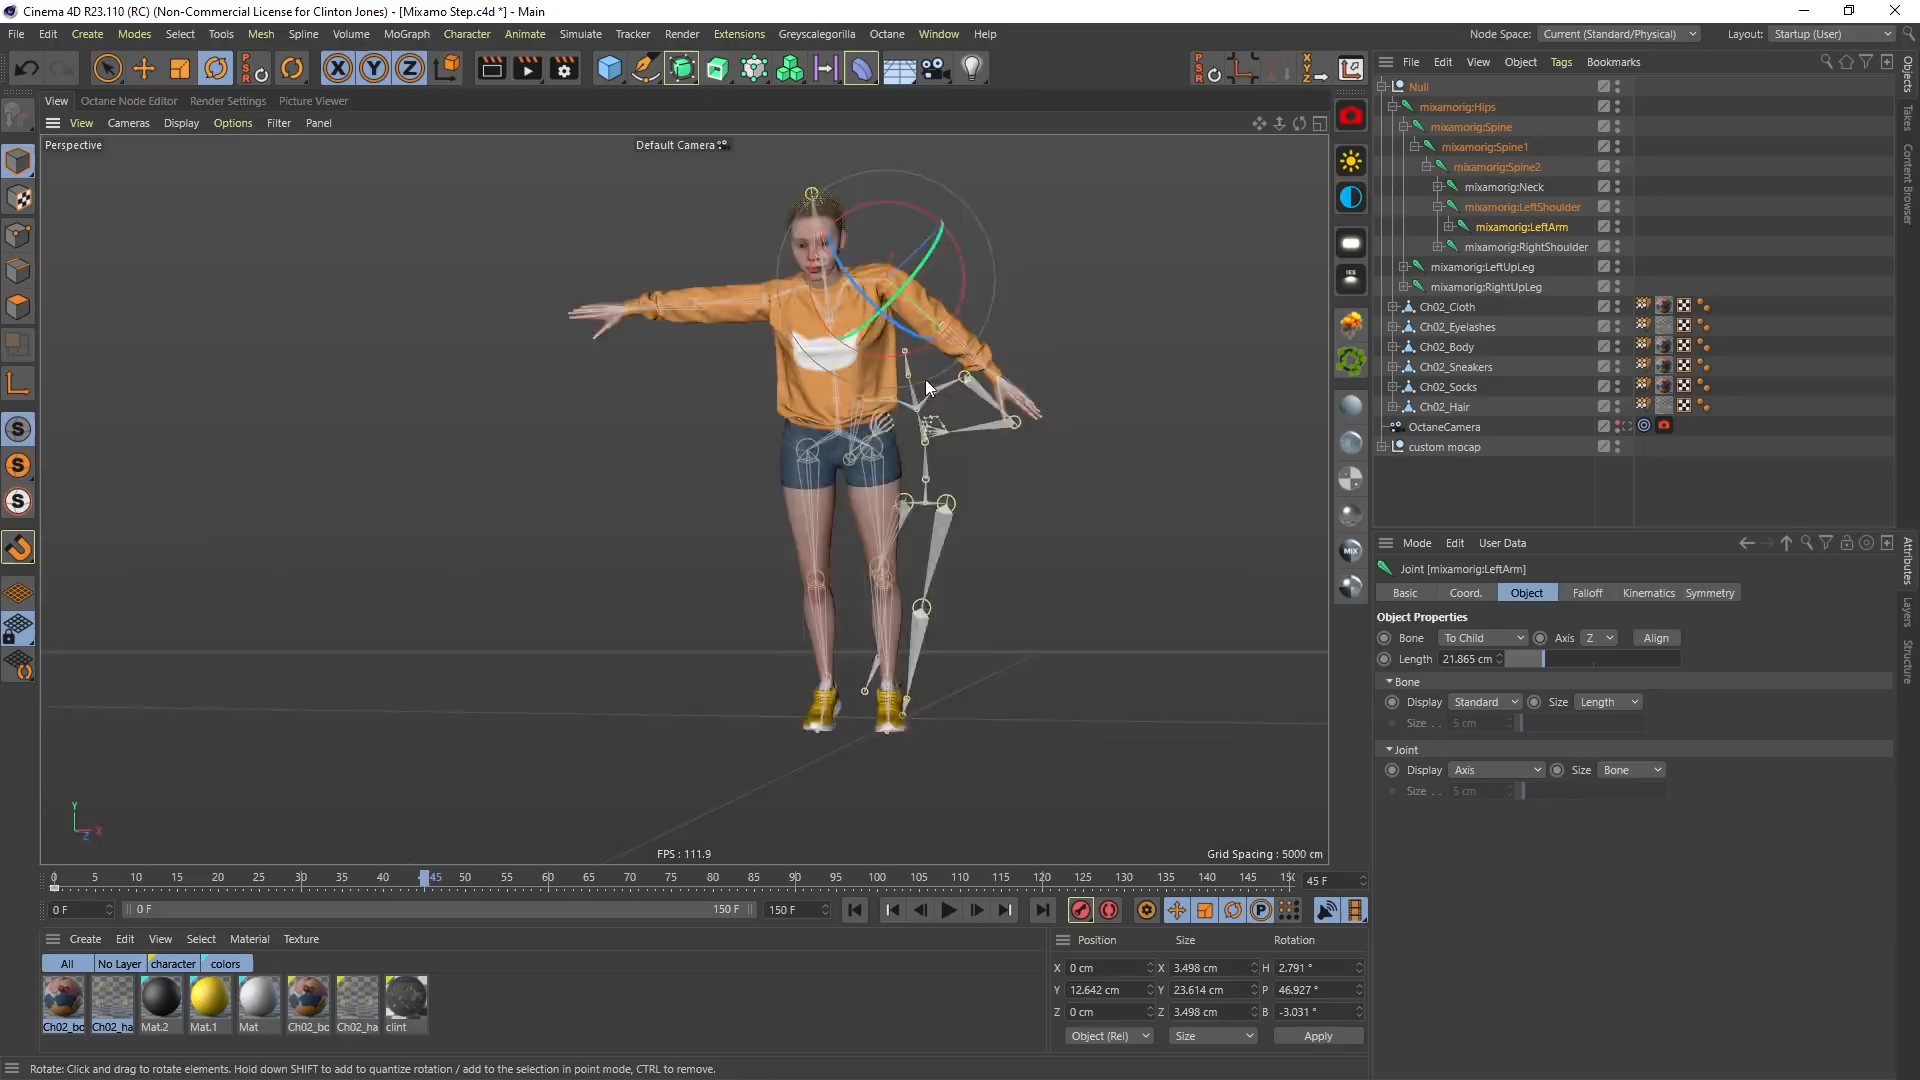 Cinema 4D R23.110 (RC) (Non-Commercial License for Clinton Jones) - [Mixamo Step.c4d *] - Main
File Edit Create Modes Select Tools Mesh Spline Volume MoGraph Character Animate Simulate Tracker Render Extensions Greyscalegorilla Octane Window Help
Node Space: Current (Standard/Physical) Layout: Startup (User)
View Octane Node Editor Render Settings Picture Viewer
View Cameras Display Options Filter Panel
Perspective
Default Camera
FPS : 111.9
Grid Spacing : 5000 cm
Y
X
Z
File Edit View Object Tags Bookmarks
Null
mixamorig:Hips
mixamorig:Spine
mixamorig:Spine1
mixamorig:Spine2
mixamorig:Neck
mixamorig:LeftShoulder
mixamorig:LeftArm
mixamorig:RightShoulder
mixamorig:LeftUpLeg
mixamorig:RightUpLeg
Ch02_Cloth
Ch02_Eyelashes
Ch02_Body
Ch02_Sneakers
Ch02_Socks
Ch02_Hair
OctaneCamera
custom mocap
Objects
Takes
Content Browser
Mode Edit User Data
Joint [mixamorig:LeftArm]
Basic Coord. Object Falloff Kinematics Symmetry
Object Properties
Bone To Child Axis Z Align
Length 21.865 cm
Bone
Display Standard Size Length
Size . . 5 cm
Joint
Display Axis Size Bone
Size . . 5 cm
Attributes
Layers
Structure
0 5 10 15 20 25 30 35 40 45 50 55 60 65 70 75 80 85 90 95 100 105 110 115 120 125 130 135 140 145 45 F
0 F 0 F 150 F 150 F
Create Edit View Select Material Texture
All No Layer character colors
Ch02_bo Ch02_ha Mat.2 Mat.1 Mat Ch02_bo Ch02_ha clint
Position Size Rotation
X 0 cm X 3.498 cm H 2.791 °
Y 12.642 cm Y 23.614 cm P 46.927 °
Z 0 cm Z 3.498 cm B -3.031 °
Object (Rel) Size Apply
Rotate: Click and drag to rotate elements. Hold down SHIFT to add to quantize rotation / add to the selection in point mode, CTRL to remove.